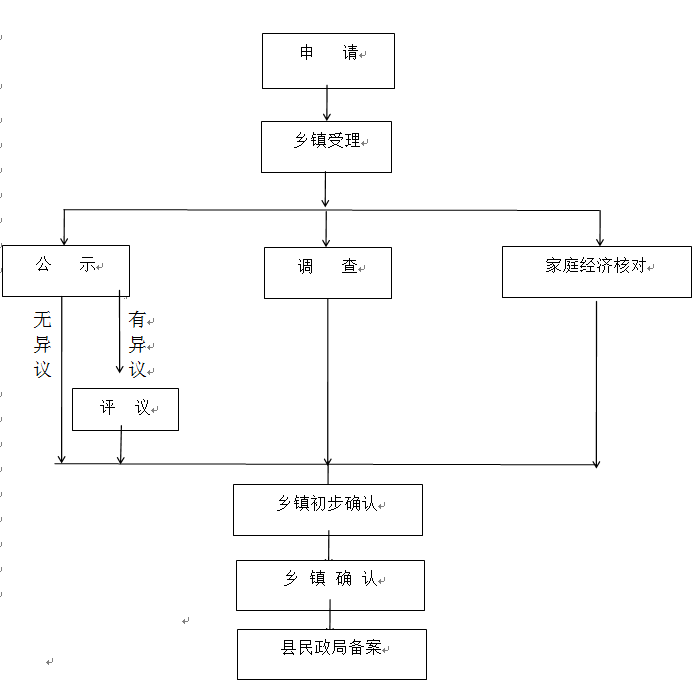 申 请
乡镇受理
公 示
调 查
家庭经济核对
无异议
有异议
评 议
乡镇初步确认
乡 镇 确 认
县民政局备案